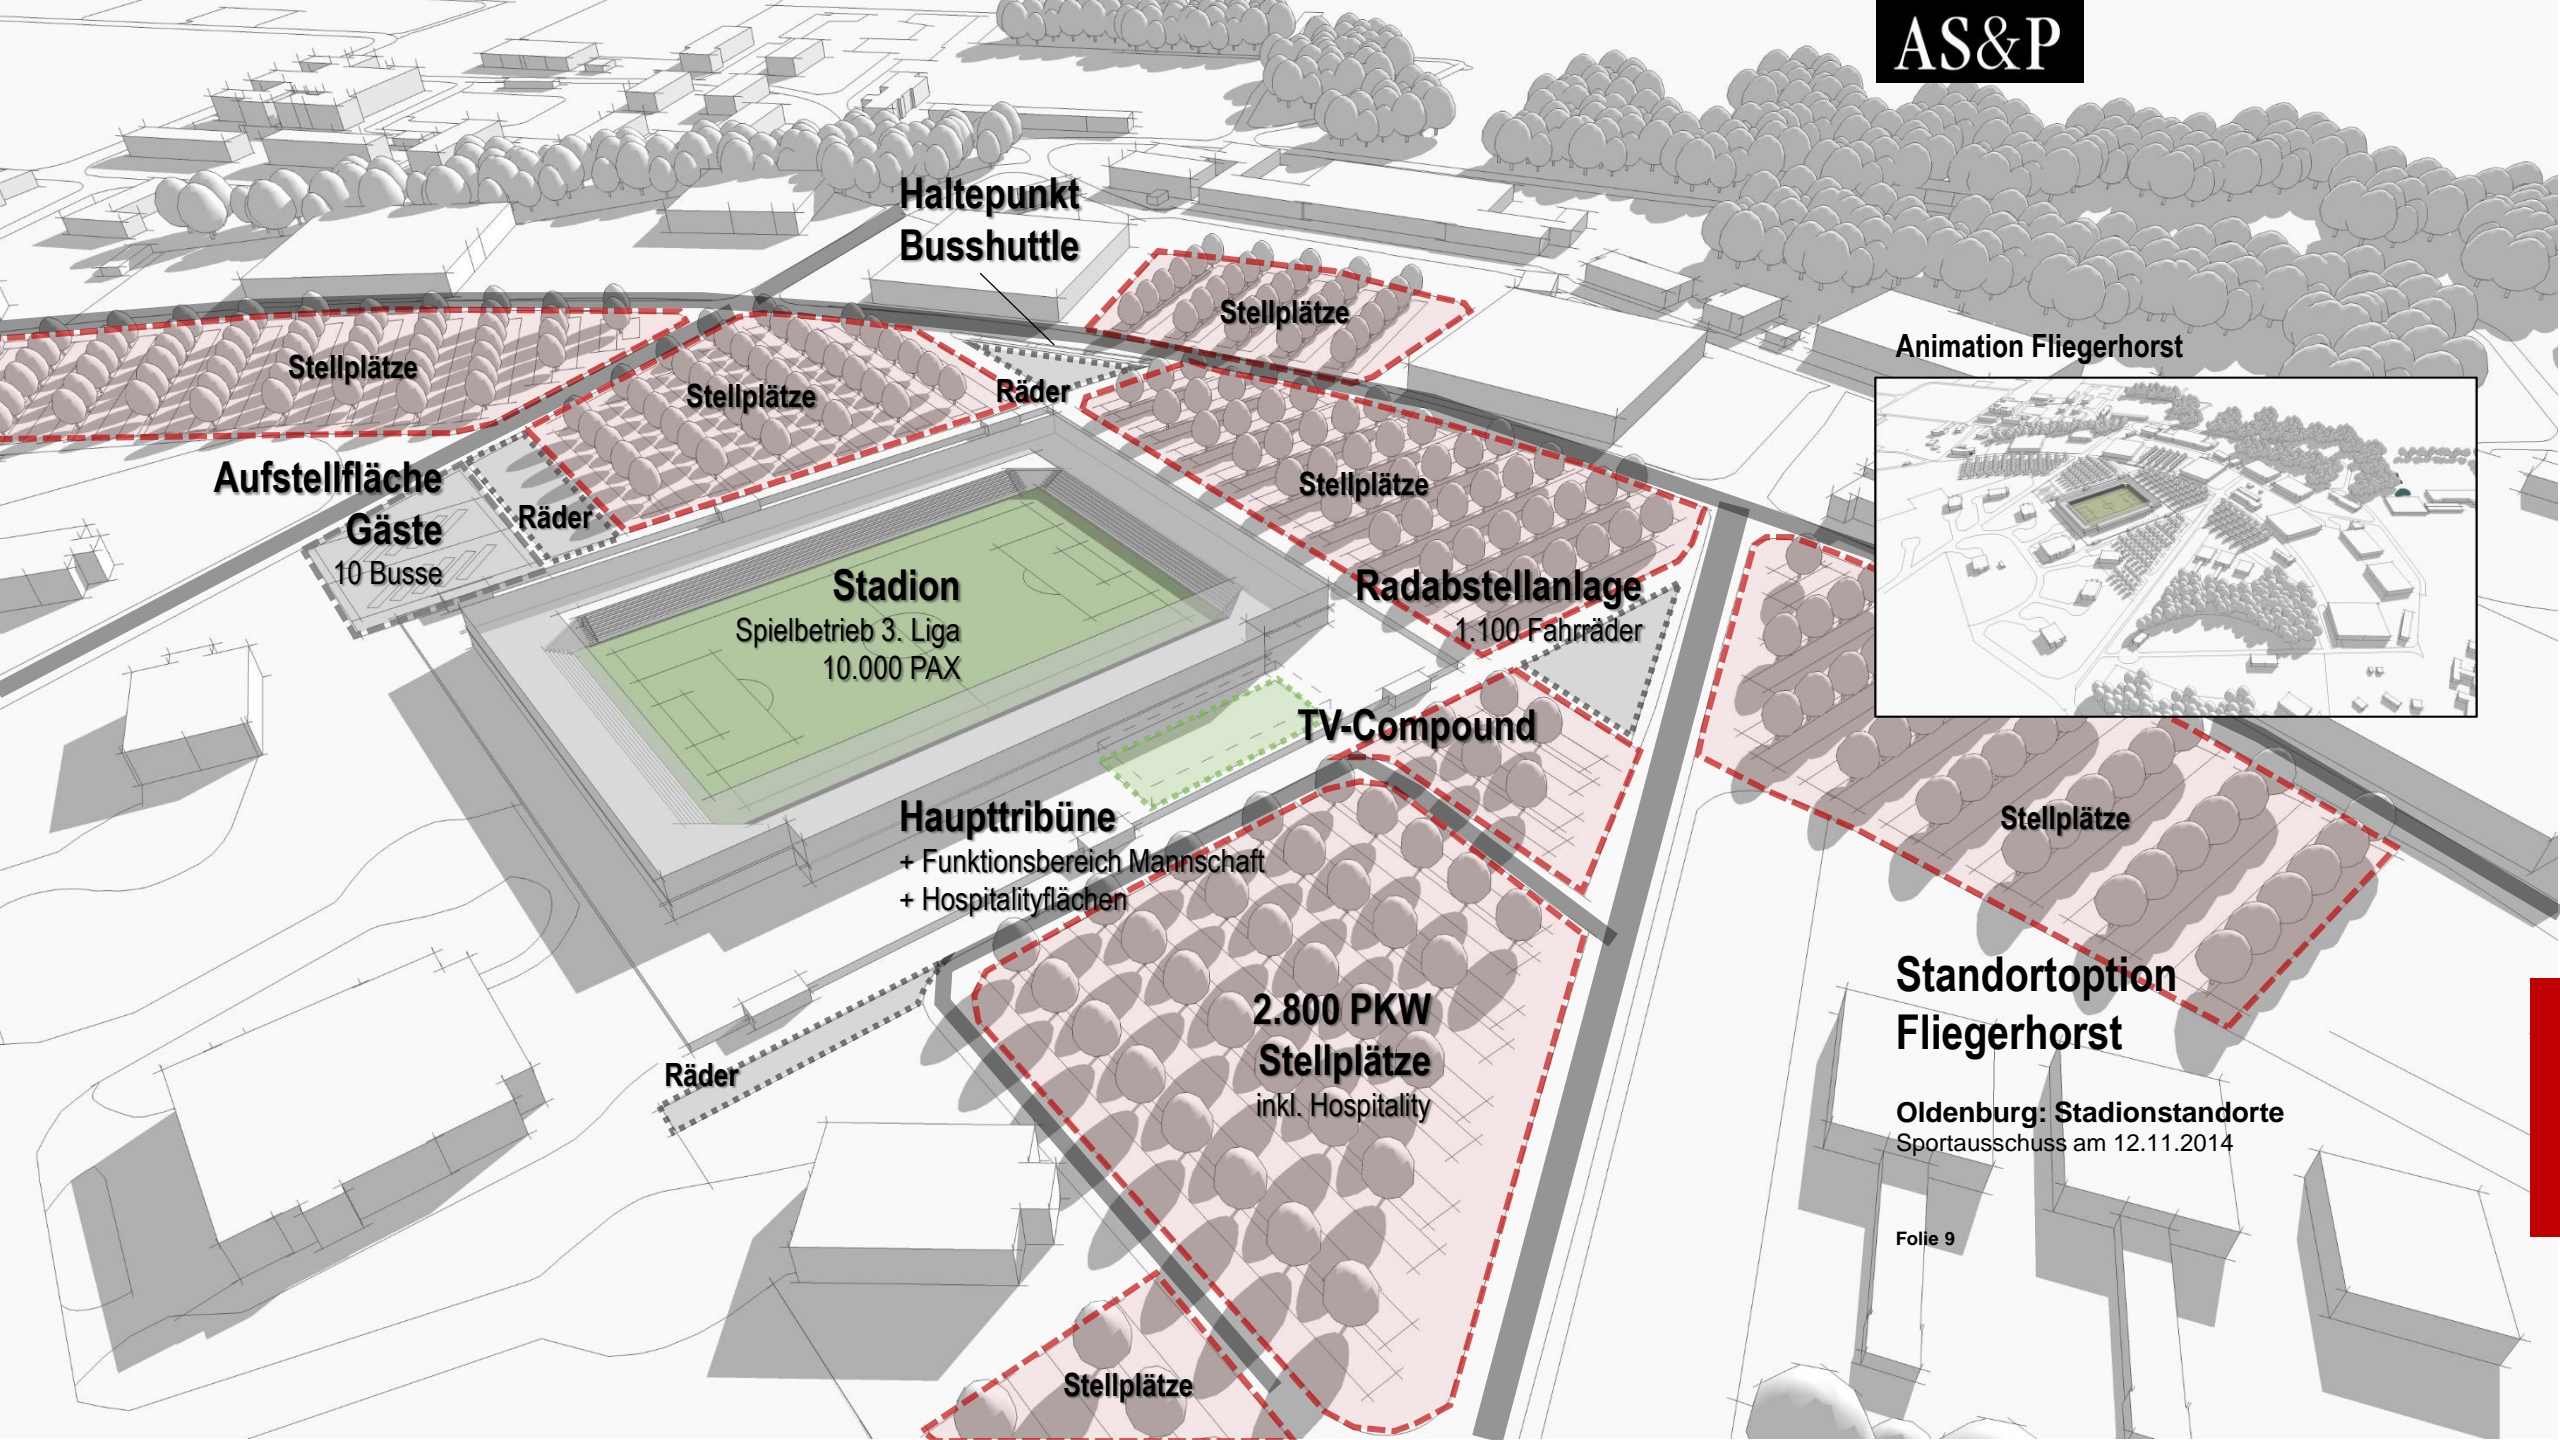 AS&P
Haltepunkt
Busshuttle
Stellplätze
Stellplätze
Stellplätze
Räder
Stellplätze
Aufstellfläche
Gäste
10 Busse
Räder
Stadion
Spielbetrieb 3. Liga
10.000 PAX
Radabstellanlage
1.100 Fahrräder
TV-Compound
Haupttribüne
+ Funktionsbereich Mannschaft
+ Hospitalityflächen
Räder
2.800 PKW
Stellplätze
inkl. Hospitality
Stellplätze
Stellplätze
Animation Fliegerhorst
Standortoption
Fliegerhorst
Oldenburg: Stadionstandorte
Sportausschuss am 12.11.2014
Folie 9